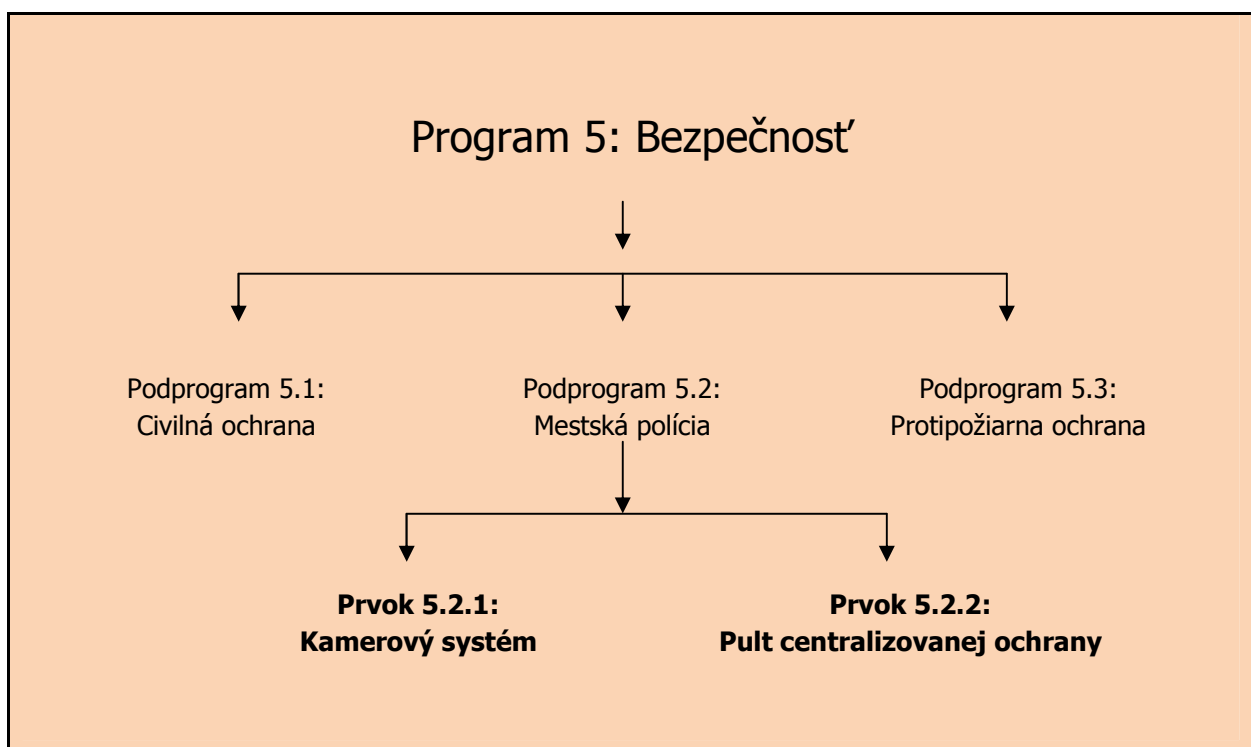 Program 5: Bezpečnosť
Podprogram 5.1:
Civilná ochrana
Podprogram 5.2:
Mestská polícia
Podprogram 5.3:
Protipožiarna ochrana
Prvok 5.2.1:
Kamerový systém
Prvok 5.2.2:
Pult centralizovanej ochrany